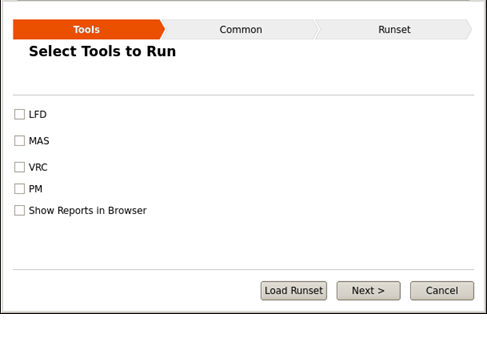 Tools Common Runset
Select Tools to Run
LFD
MAS
VRC
PM
Show Reports in Browser
Load Runset Next > Cancel